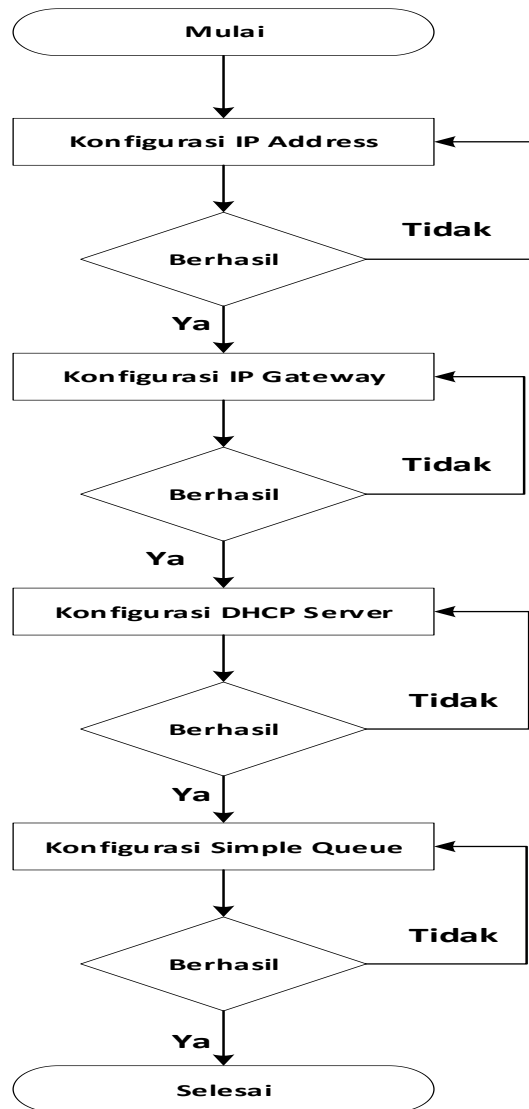 Mulai
Konfigurasi IP Address
Tidak
Berhasil
Ya
Konfigurasi IP Gateway
Tidak
Berhasil
Ya
Konfigurasi DHCP Server
Tidak
Berhasil
Ya
Konfigurasi Simple Queue
Tidak
Berhasil
Ya
Selesai